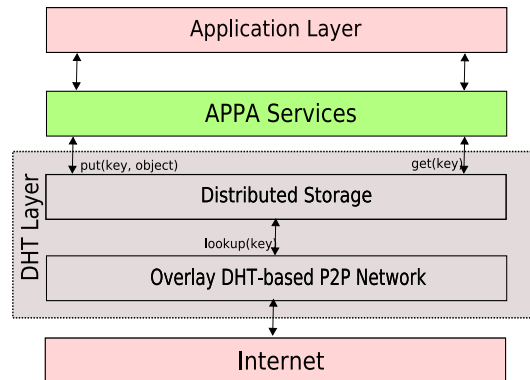 Application Layer
APPA Services
put(key, object)
get(key)
DHT Layer
Distributed Storage
lookup(key)
Overlay DHT-based P2P Network
Internet